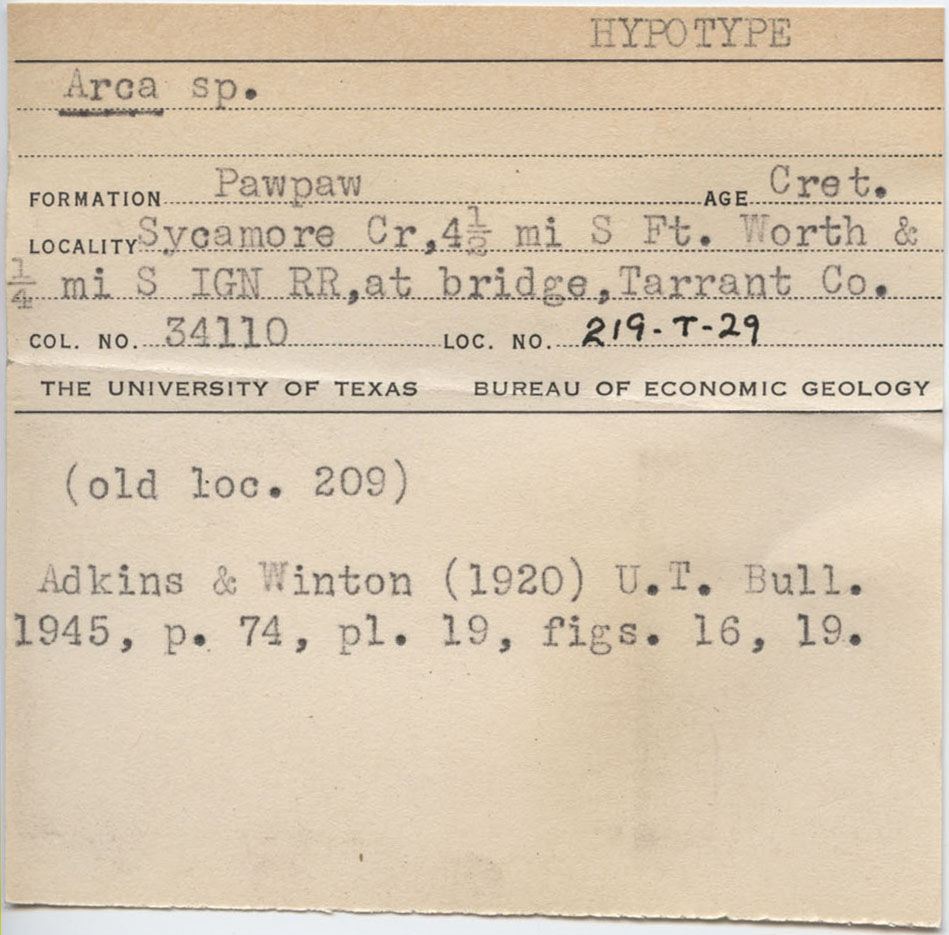 HYPOTYPE
Arca sp.
FORMATION Pawpaw AGE Cret.
LOCALITY Sycamore Cr,4½ mi S Ft. Worth &
¼ mi S IGN RR,at bridge,Tarrant Co.
COL. NO. 34110 LOC. NO. 219-T-29
THE UNIVERSITY OF TEXAS BUREAU OF ECONOMIC GEOLOGY
(old loc. 209)
Adkins & Winton (1920) U.T. Bull.
1945, p. 74, pl. 19, figs. 16, 19.